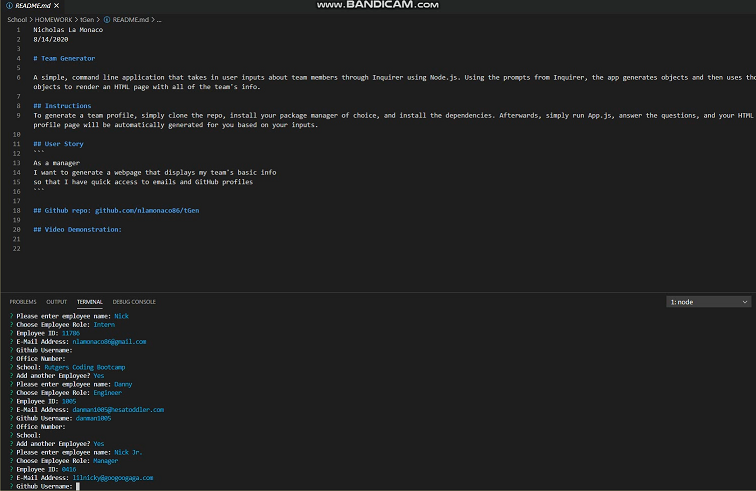 README.md ×
www.BANDICAM.com
School > HOMEWORK > tGen > README.md > ...
1 Nicholas La Monaco
2 8/14/2020
3
4 # Team Generator
5
6 A simple, command line application that takes in user inputs about team members through Inquirer using Node.js. Using the prompts from Inquirer, the app generates objects and then uses
objects to render an HTML page with all of the team's info.
7
8 ## Instructions
9 To generate a team profile, simply clone the repo, install your package manager of choice, and install the dependencies. Afterwards, simply run App.js, answer the questions, and your HTML
profile page will be automatically generated for you based on your inputs.
10
11 ## User Story
12 ```
13 As a manager
14 I want to generate a webpage that displays my team's basic info
15 so that I have quick access to emails and GitHub profiles
16 ```
17
18 ## Github repo: github.com/nlamonaco86/tGen
19
20 ## Video Demonstration:
21
22
PROBLEMS OUTPUT TERMINAL DEBUG CONSOLE 1: node
? Please enter employee name: Nick
? Choose Employee Role: Intern
? Employee ID: 11786
? E-Mail Address: nlamonaco86@gmail.com
? Github Username:
? Office Number:
? School: Rutgers Coding Bootcamp
? Add another Employee? Yes
? Please enter employee name: Danny
? Choose Employee Role: Engineer
? Employee ID: 1005
? E-Mail Address: danman1005@hesatoddler.com
? Github Username: danman1005
? Office Number:
? School:
? Add another Employee? Yes
? Please enter employee name: Nick Jr.
? Choose Employee Role: Manager
? Employee ID: 0416
? E-Mail Address: lilnicky@googoogaga.com
? Github Username: